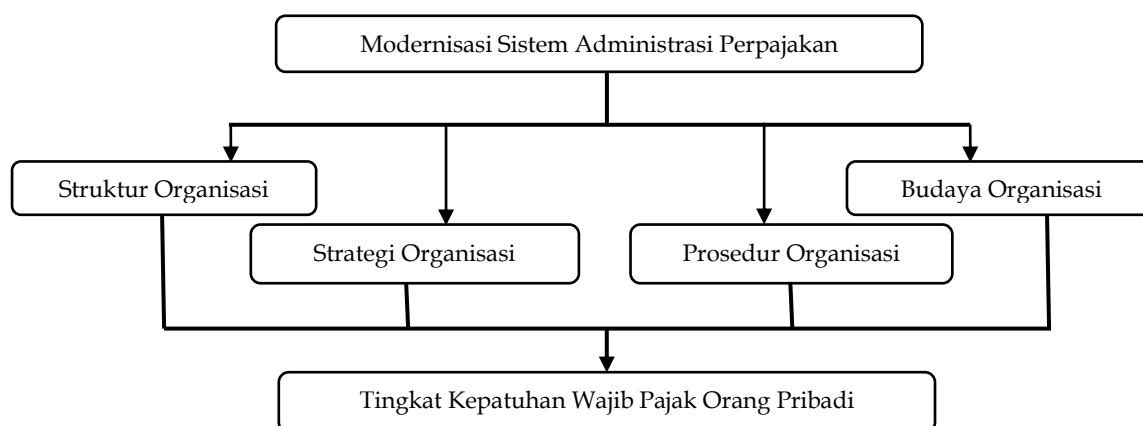 Modernisasi Sistem Administrasi Perpajakan
Struktur Organisasi
Budaya Organisasi
Strategi Organisasi
Prosedur Organisasi
Tingkat Kepatuhan Wajib Pajak Orang Pribadi